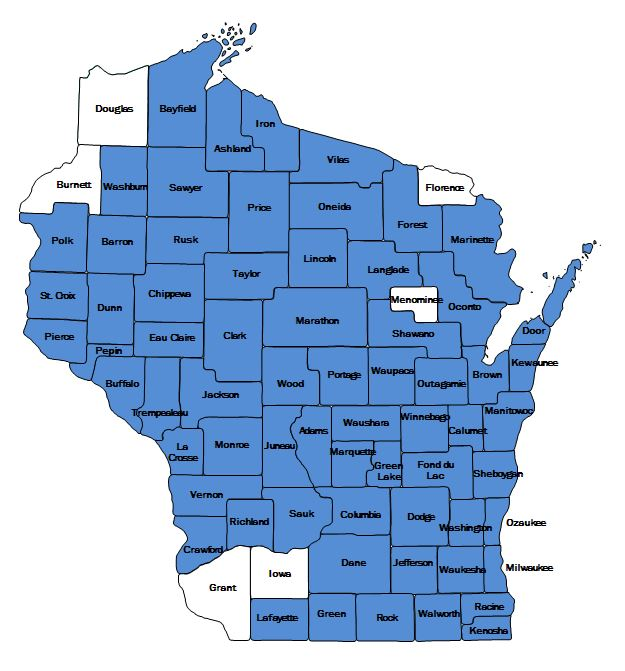 Douglas
Bayfield
Iron
Ashland
Vilas
Burnett
Washburn
Sawyer
Florence
Price
Oneida
Forest
Polk
Barron
Rusk
Marinette
Lincoln
Langlade
Taylor
St. Croix
Dunn
Chippewa
Menominee
Oconto
Marathon
Door
Pierce
Eau Claire
Clark
Shawano
Pepin
Kewaunee
Buffalo
Trempealeau
Jackson
Wood
Portage
Waupaca
Outagamie
Brown
Manitowoc
Adams
Waushara
Winnebago
Calumet
La
Crosse
Monroe
Juneau
Marquette
Green
Lake
Fond du
Lac
Sheboygan
Vernon
Richland
Sauk
Columbia
Dodge
Washington
Ozaukee
Crawford
Dane
Jefferson
Waukesha
Milwaukee
Grant
Iowa
Lafayette
Green
Rock
Walworth
Racine
Kenosha